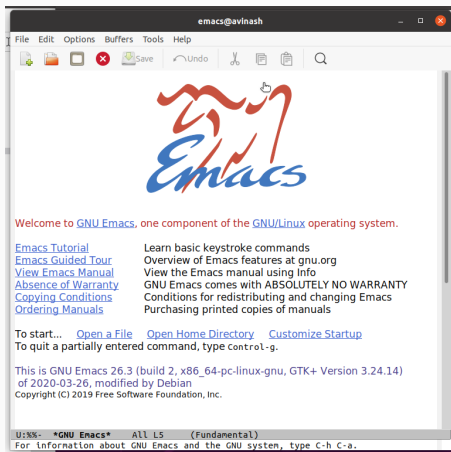 emacs@avinash
File Edit Options Buffers Tools Help
Save Undo
Emacs
Welcome to GNU Emacs, one component of the GNU/Linux operating system.
Emacs Tutorial Learn basic keystroke commands
Emacs Guided Tour Overview of Emacs features at gnu.org
View Emacs Manual View the Emacs manual using Info
Absence of Warranty GNU Emacs comes with ABSOLUTELY NO WARRANTY
Copying Conditions Conditions for redistributing and changing Emacs
Ordering Manuals Purchasing printed copies of manuals
To start... Open a File Open Home Directory Customize Startup
To quit a partially entered command, type Control-g.
This is GNU Emacs 26.3 (build 2, x86_64-pc-linux-gnu, GTK+ Version 3.24.14)
of 2020-03-26, modified by Debian
Copyright (C) 2019 Free Software Foundation, Inc.
U:%%- *GNU Emacs* All L5 (Fundamental)
For information about GNU Emacs and the GNU system, type C-h C-a.